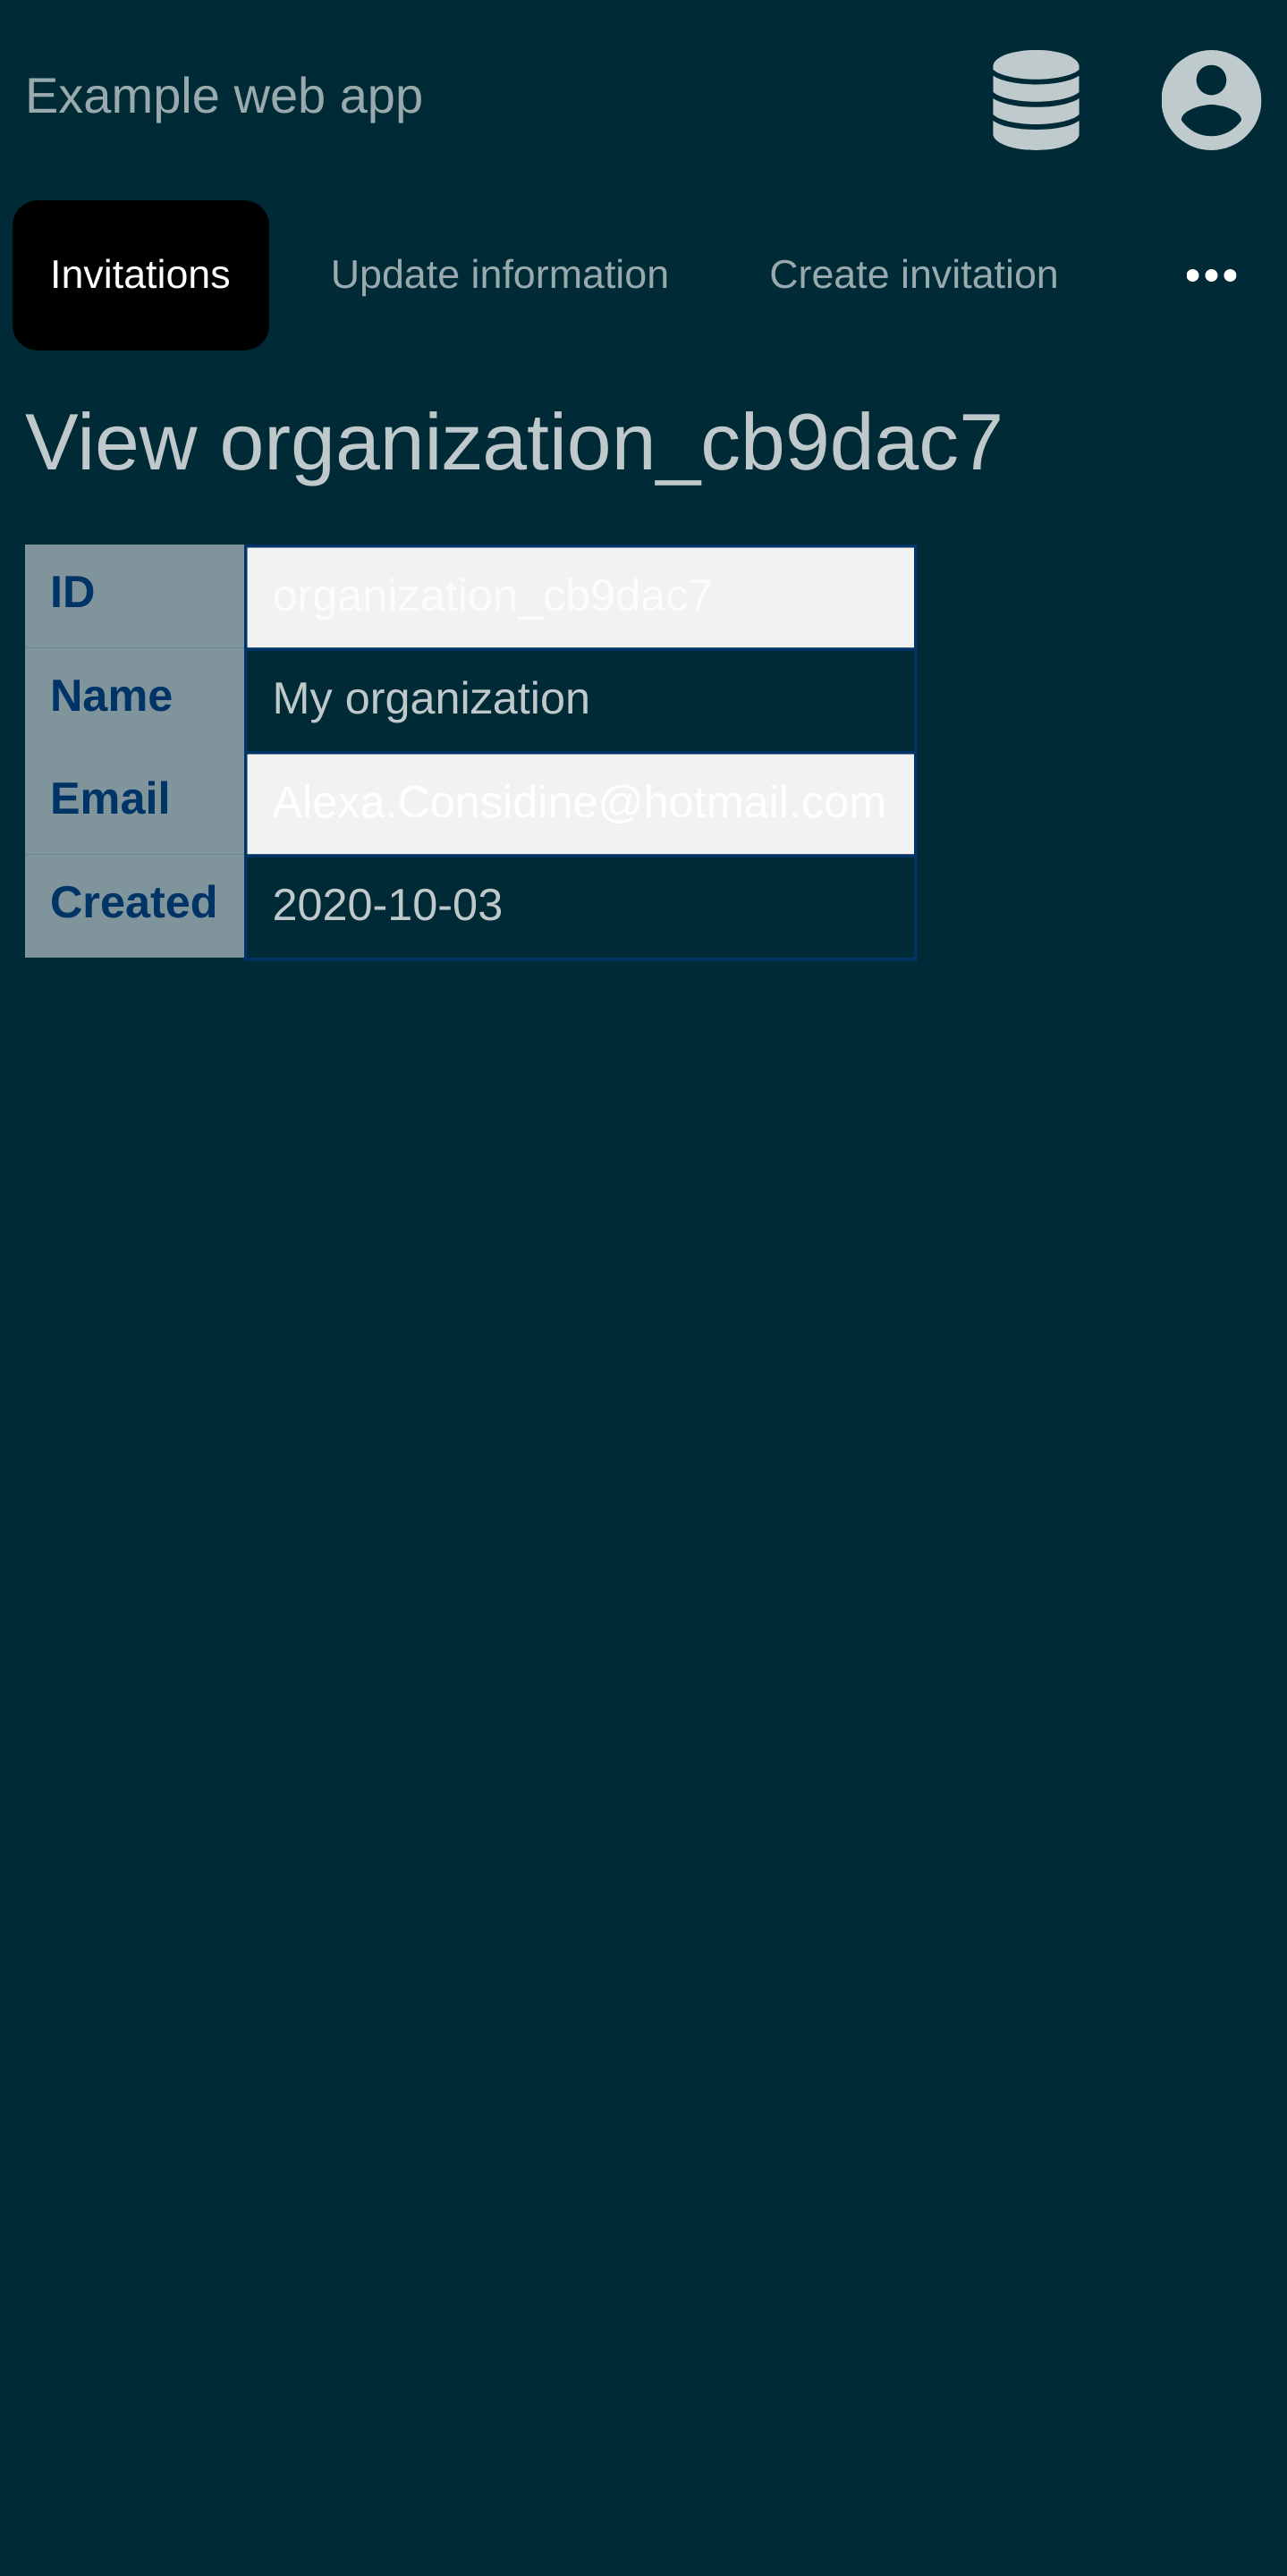 Example web app
Invitations Update information Create invitation •••
View organization_cb9dac7
ID organization_cb9dac7
Name My organization
Email Alexa.Considine@hotmail.com
Created 2020-10-03